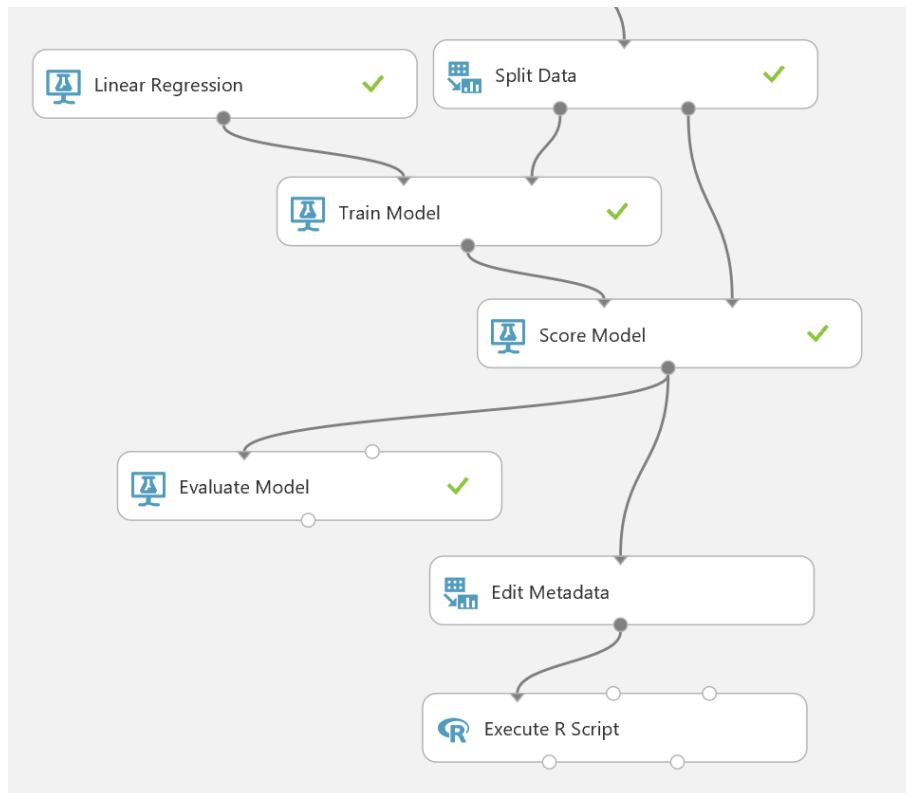 Linear Regression
Split Data
Train Model
Score Model
Evaluate Model
Edit Metadata
Execute R Script